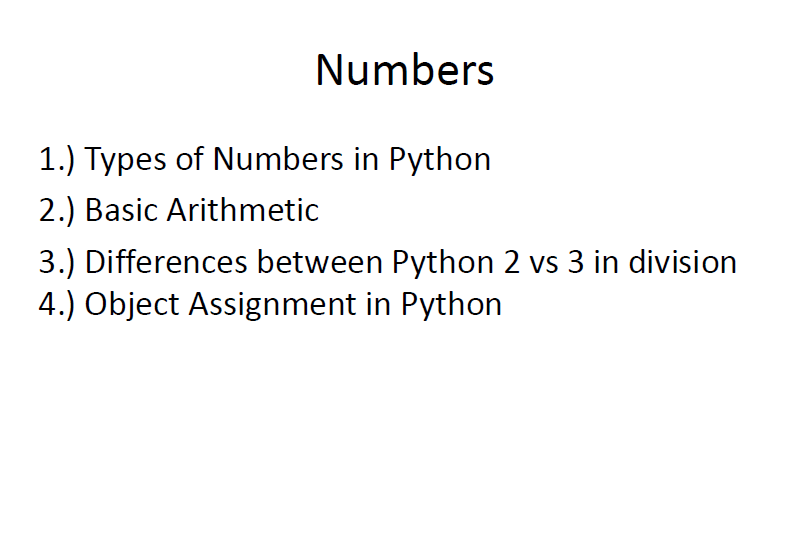 Numbers
1.) Types of Numbers in Python
2.) Basic Arithmetic
3.) Differences between Python 2 vs 3 in division
4.) Object Assignment in Python